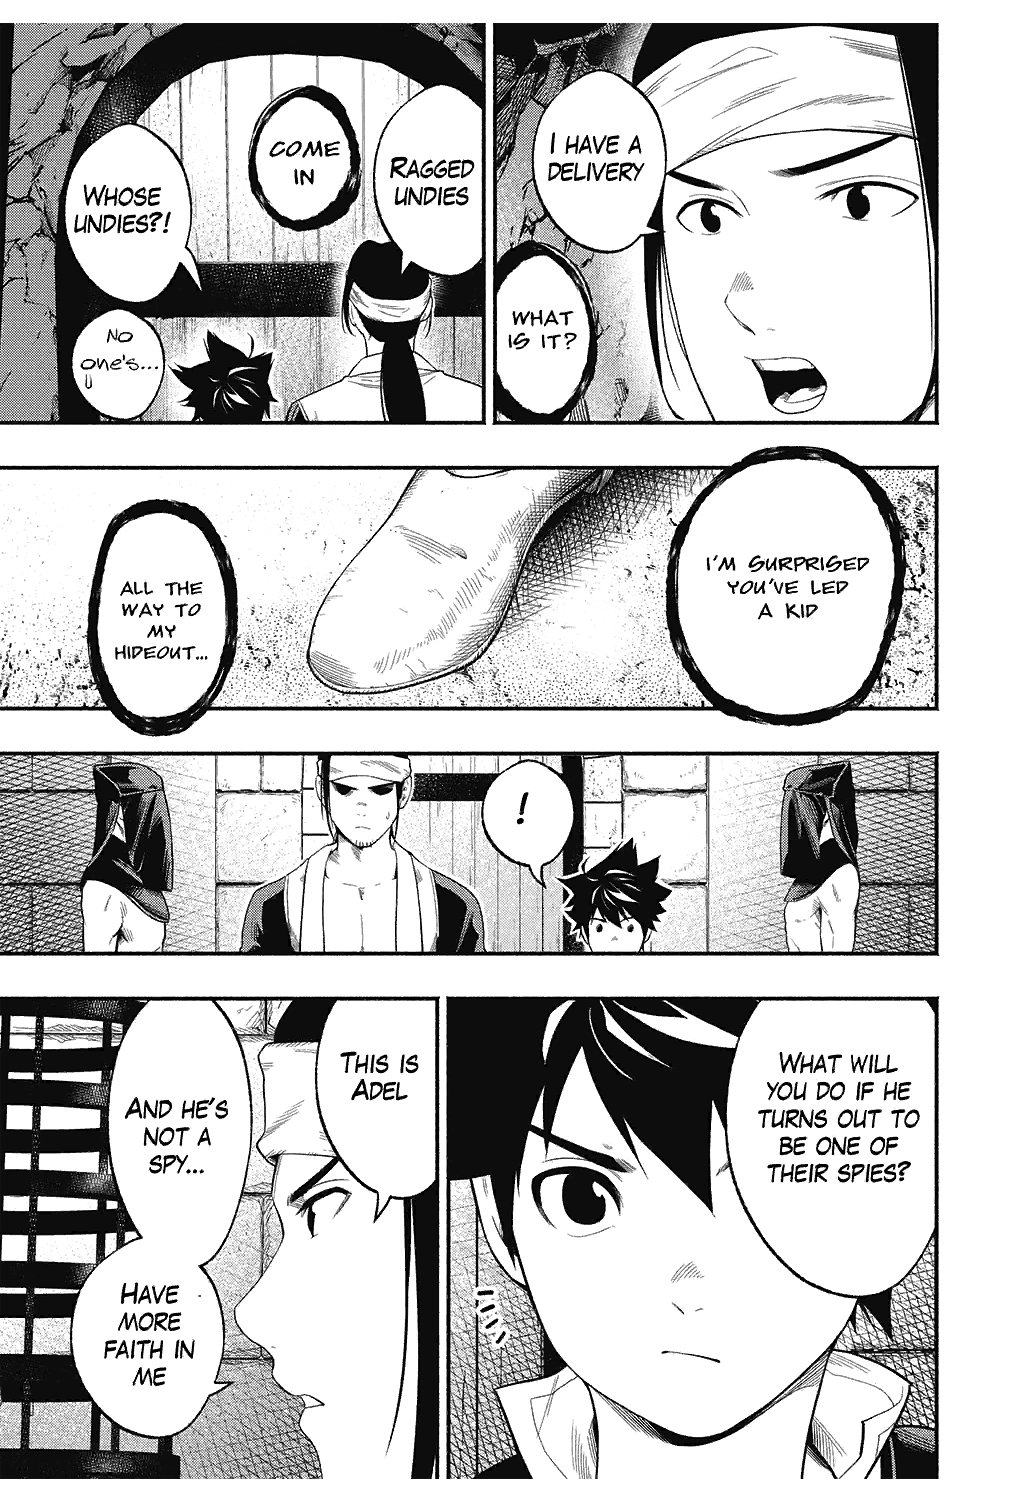 I HAVE A
DELIVERY
WHAT
IS IT?
RAGGED
UNDIES
COME
IN
WHOSE
UNDIES?!
No
one's...
I'M SURPRISED
YOU'VE LED
A KID
ALL THE
WAY TO
MY
HIDEOUT...
!
WHAT WILL
YOU DO IF HE
TURNS OUT TO
BE ONE OF
THEIR SPIES?
THIS IS
ADEL
AND HE'S
NOT A
SPY...
HAVE
MORE
FAITH IN
ME